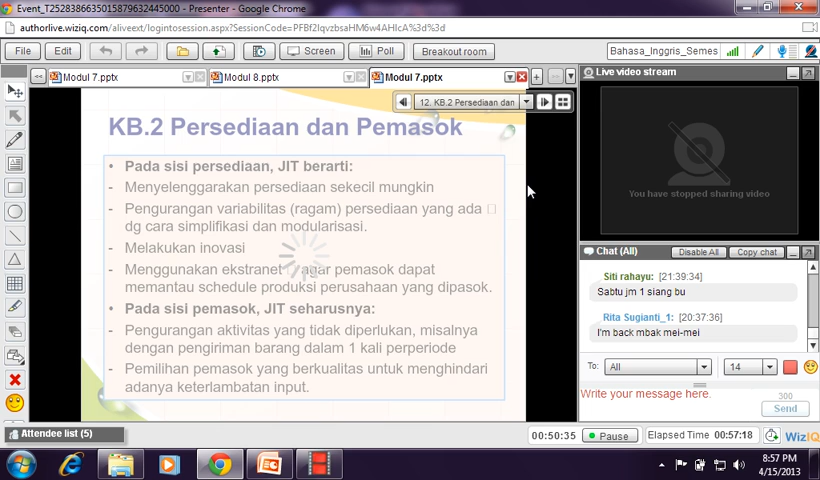 Event_T2528386635015879632445000 - Presenter - Google Chrome
authorlive.wiziq.com/aliveext/logintosession.aspx?SessionCode=PFBf2IqvzbsaHM6w4AHIcA%3d%3d
File Edit Screen Poll Breakout room Bahasa_Inggris_Semes
Modul 7.pptx Modul 8.pptx Modul 7.pptx
12. KB.2 Persediaan dan
KB.2 Persediaan dan Pemasok
• Pada sisi persediaan, JIT berarti:
- Menyelenggarakan persediaan sekecil mungkin
- Pengurangan variabilitas (ragam) persediaan yang ada
dg cara simplifikasi dan modularisasi.
- Melakukan inovasi
- Menggunakan ekstranet agar pemasok dapat
memantau schedule produksi perusahaan yang dipasok.
• Pada sisi pemasok, JIT seharusnya:
- Pengurangan aktivitas yang tidak diperlukan, misalnya
dengan pengiriman barang dalam 1 kali perperiode
- Pemilihan pemasok yang berkualitas untuk menghindari
adanya keterlambatan input.
Live video stream
You have stopped sharing video
Chat (All) Disable All Copy chat
Siti rahayu: [21:39:34]
Sabtu jm 1 siang bu
Rita Sugianti_1: [20:37:36]
I'm back mbak mei-mei
To: All 14
Write your message here. 300
Send
Attendee list (5)
00:50:35 Pause Elapsed Time 00:57:18 WizIQ
8:57 PM
4/15/2013